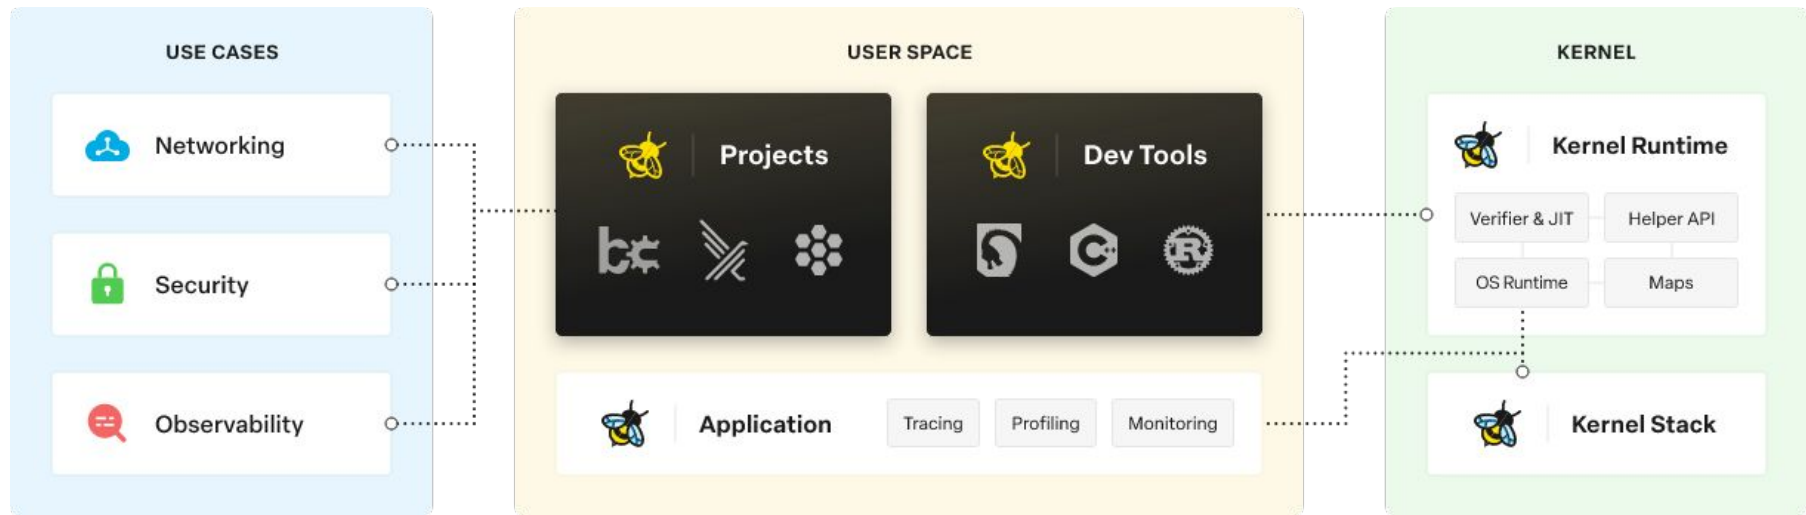 USE CASES
Networking
Security
Observability
USER SPACE
Projects
bc
Dev Tools
C++
R
Application
Tracing
Profiling
Monitoring
KERNEL
Kernel Runtime
Verifier & JIT
Helper API
OS Runtime
Maps
Kernel Stack